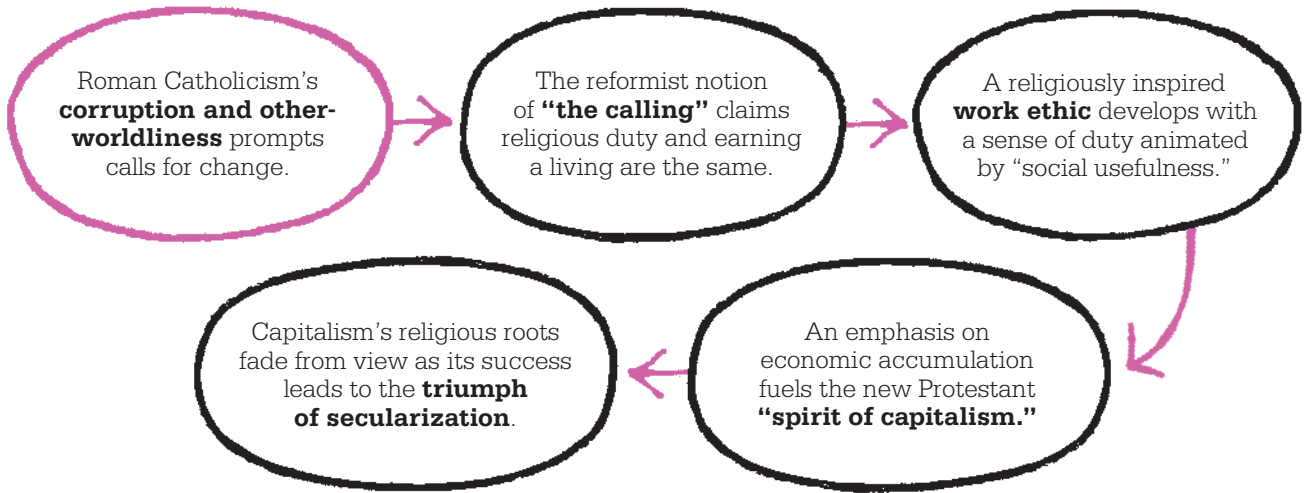 Roman Catholicism’s
corruption and other-
worldliness prompts
calls for change.
The reformist notion
of “the calling” claims
religious duty and earning
a living are the same.
A religiously inspired
work ethic develops with
a sense of duty animated
by “social usefulness.”
An emphasis on
economic accumulation
fuels the new Protestant
“spirit of capitalism.”
Capitalism’s religious roots
fade from view as its success
leads to the triumph
of secularization.